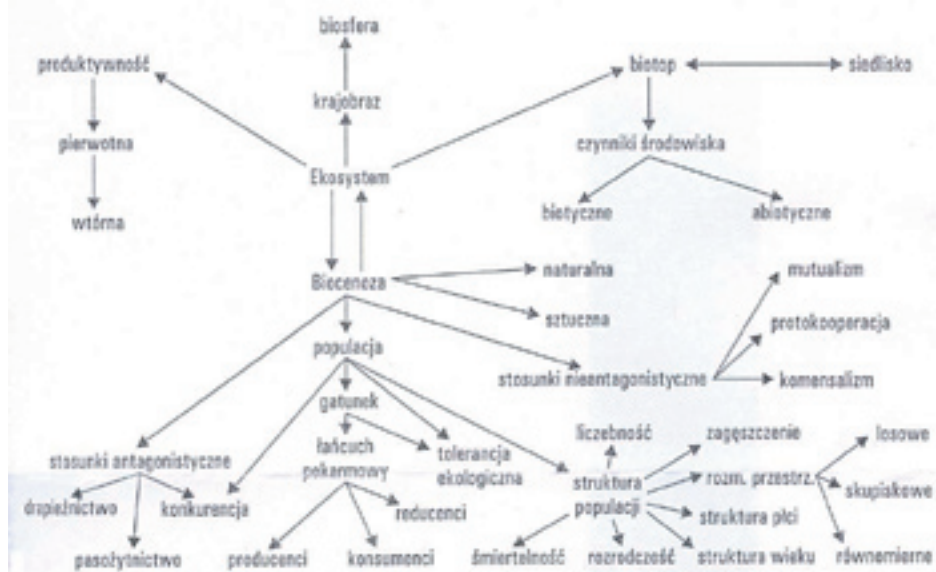 biosfera
produktywność
biotop
siedlisko
krajobraz
pierwotna
czynniki środowiska
Ekosystem
wtórna
biotyczne
abiotyczne
naturalna
mutualizm
Biocenoza
sztuczna
protokooperacja
populacja
stosunki nieantagonistyczne
komensalizm
gatunek
liczebność
zagęszczenie
losowe
łańcuch
pokarmowy
tolerancja
ekologiczna
stosunki antagonistyczne
struktura
populacji
rozm. przestrz.
skupiskowe
drapieżnictwo
konkurencja
reducenci
struktura płci
pasożytnictwo
producenci
konsumenci
śmiertelność
rozrodczość
struktura wieku
równomierne